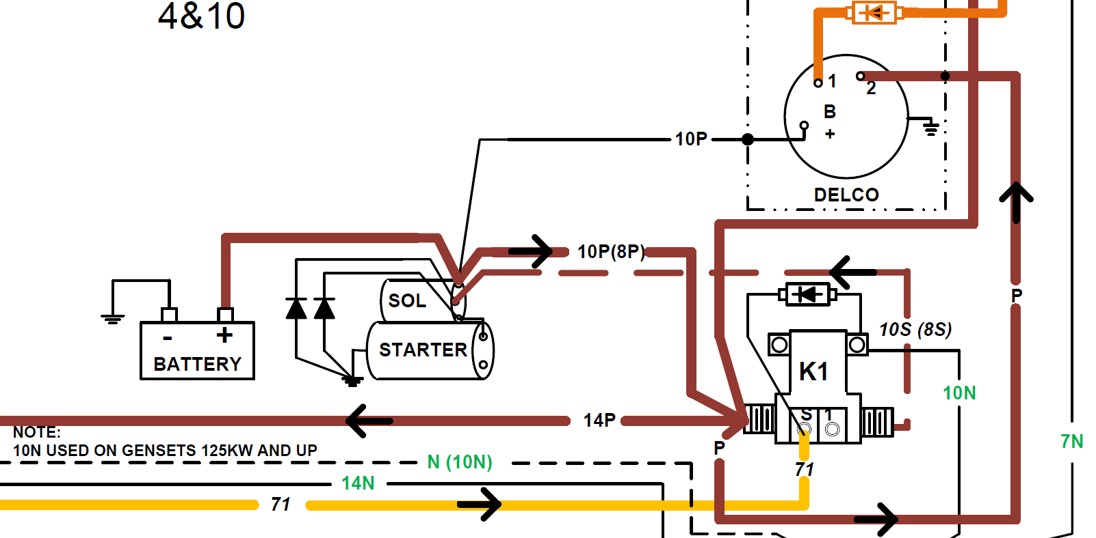 4&10
1
2
B
+
10P
DELCO
10P(8P)
SOL
- +
BATTERY
STARTER
P
10S (8S)
K1
10N
S 1
14P
NOTE:
10N USED ON GENSETS 125KW AND UP
P
7N
N (10N)
71
14N
71